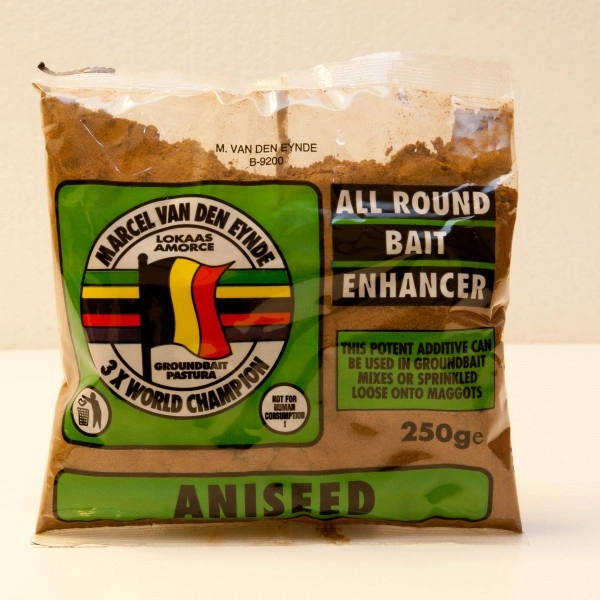 M. VAN DEN EYNDE
B-9200
MARCEL VAN DEN EYNDE
LOKAAS
AMORCE
GROUNDBAIT
PASTURA
3 X WORLD CHAMPION
NOT FOR
HUMAN
CONSUMPTION
!
ALL ROUND
BAIT
ENHANCER
THIS POTENT ADDITIVE CAN
BE USED IN GROUNDBAIT
MIXES OR SPRINKLED
LOOSE ONTO MAGGOTS
250g e
ANISEED